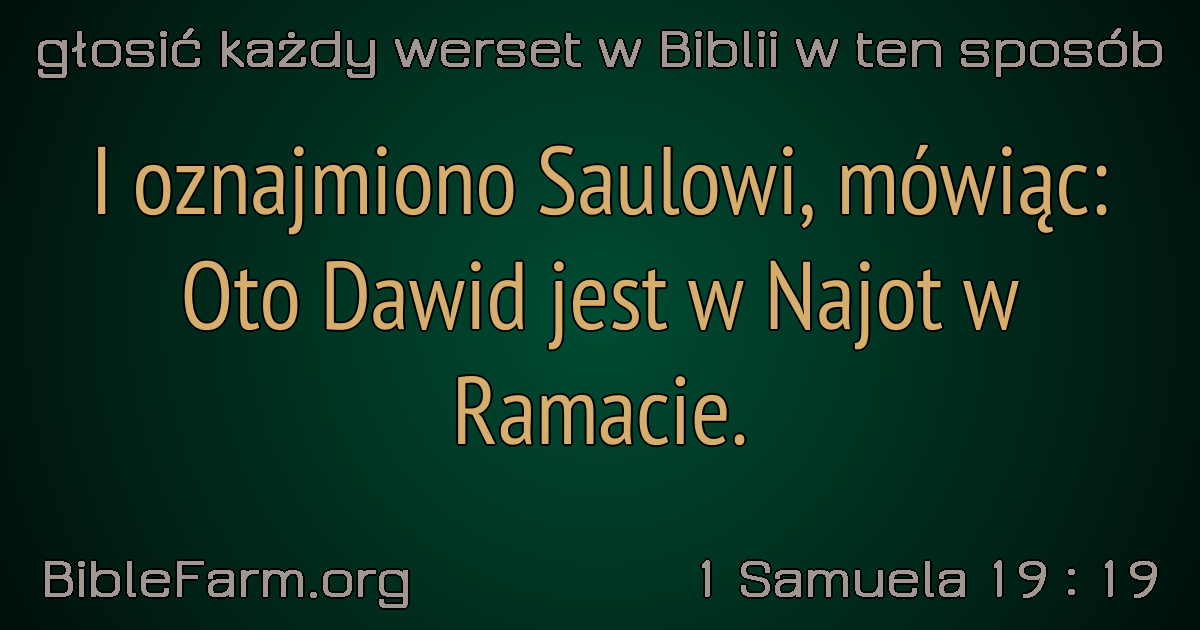 głosić każdy werset w Biblii w ten sposób
I oznajmiono Saulowi, mówiąc:
Oto Dawid jest w Najot w
Ramacie.
BibleFarm.org
1 Samuela 19 : 19